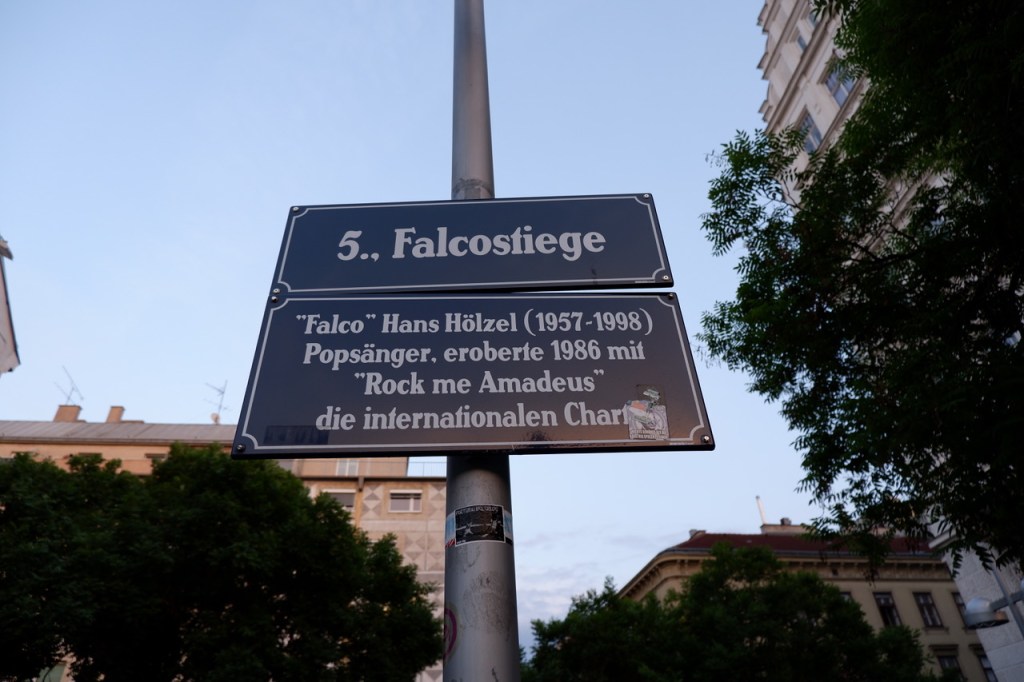 5., Falcostiege
"Falco" Hans Hölzel (1957-1998)
Popsänger, eroberte 1986 mit
"Rock me Amadeus"
die internationalen Chart